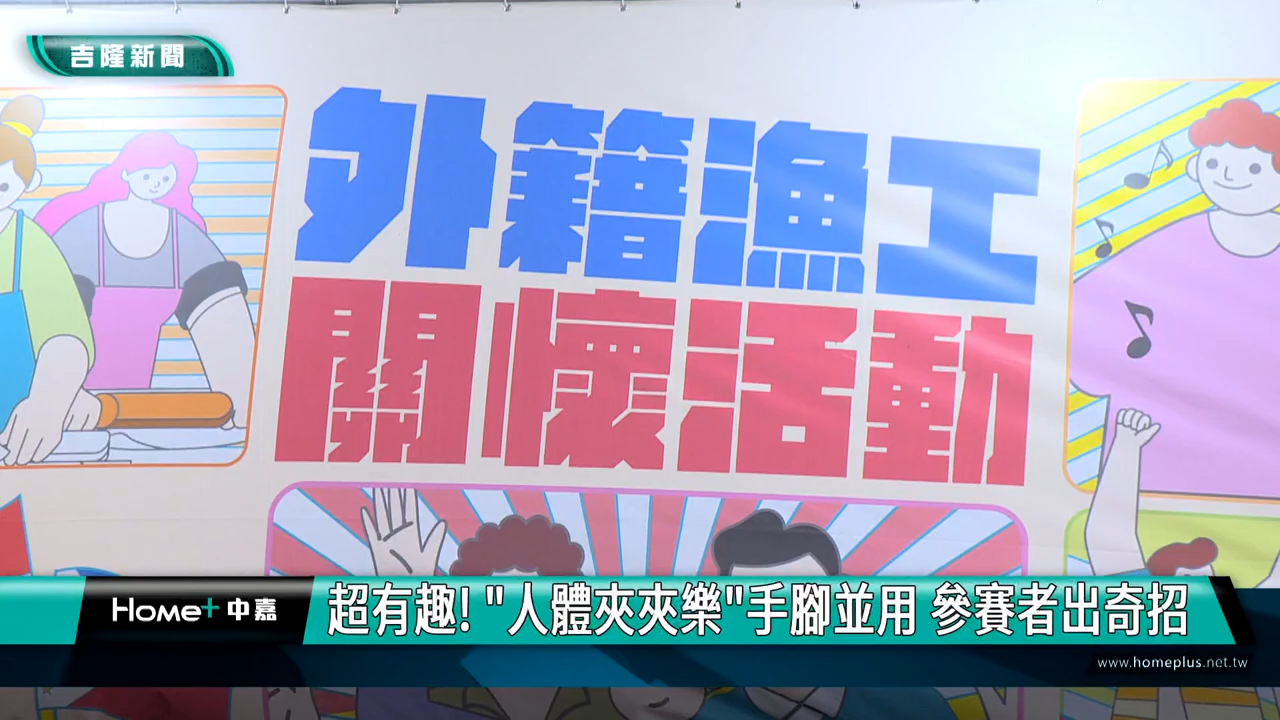 吉隆新聞
外籍漁工
關懷活動
Home+ 中嘉
超有趣! "人體夾夾樂"手腳並用 參賽者出奇招
www.homeplus.net.tw